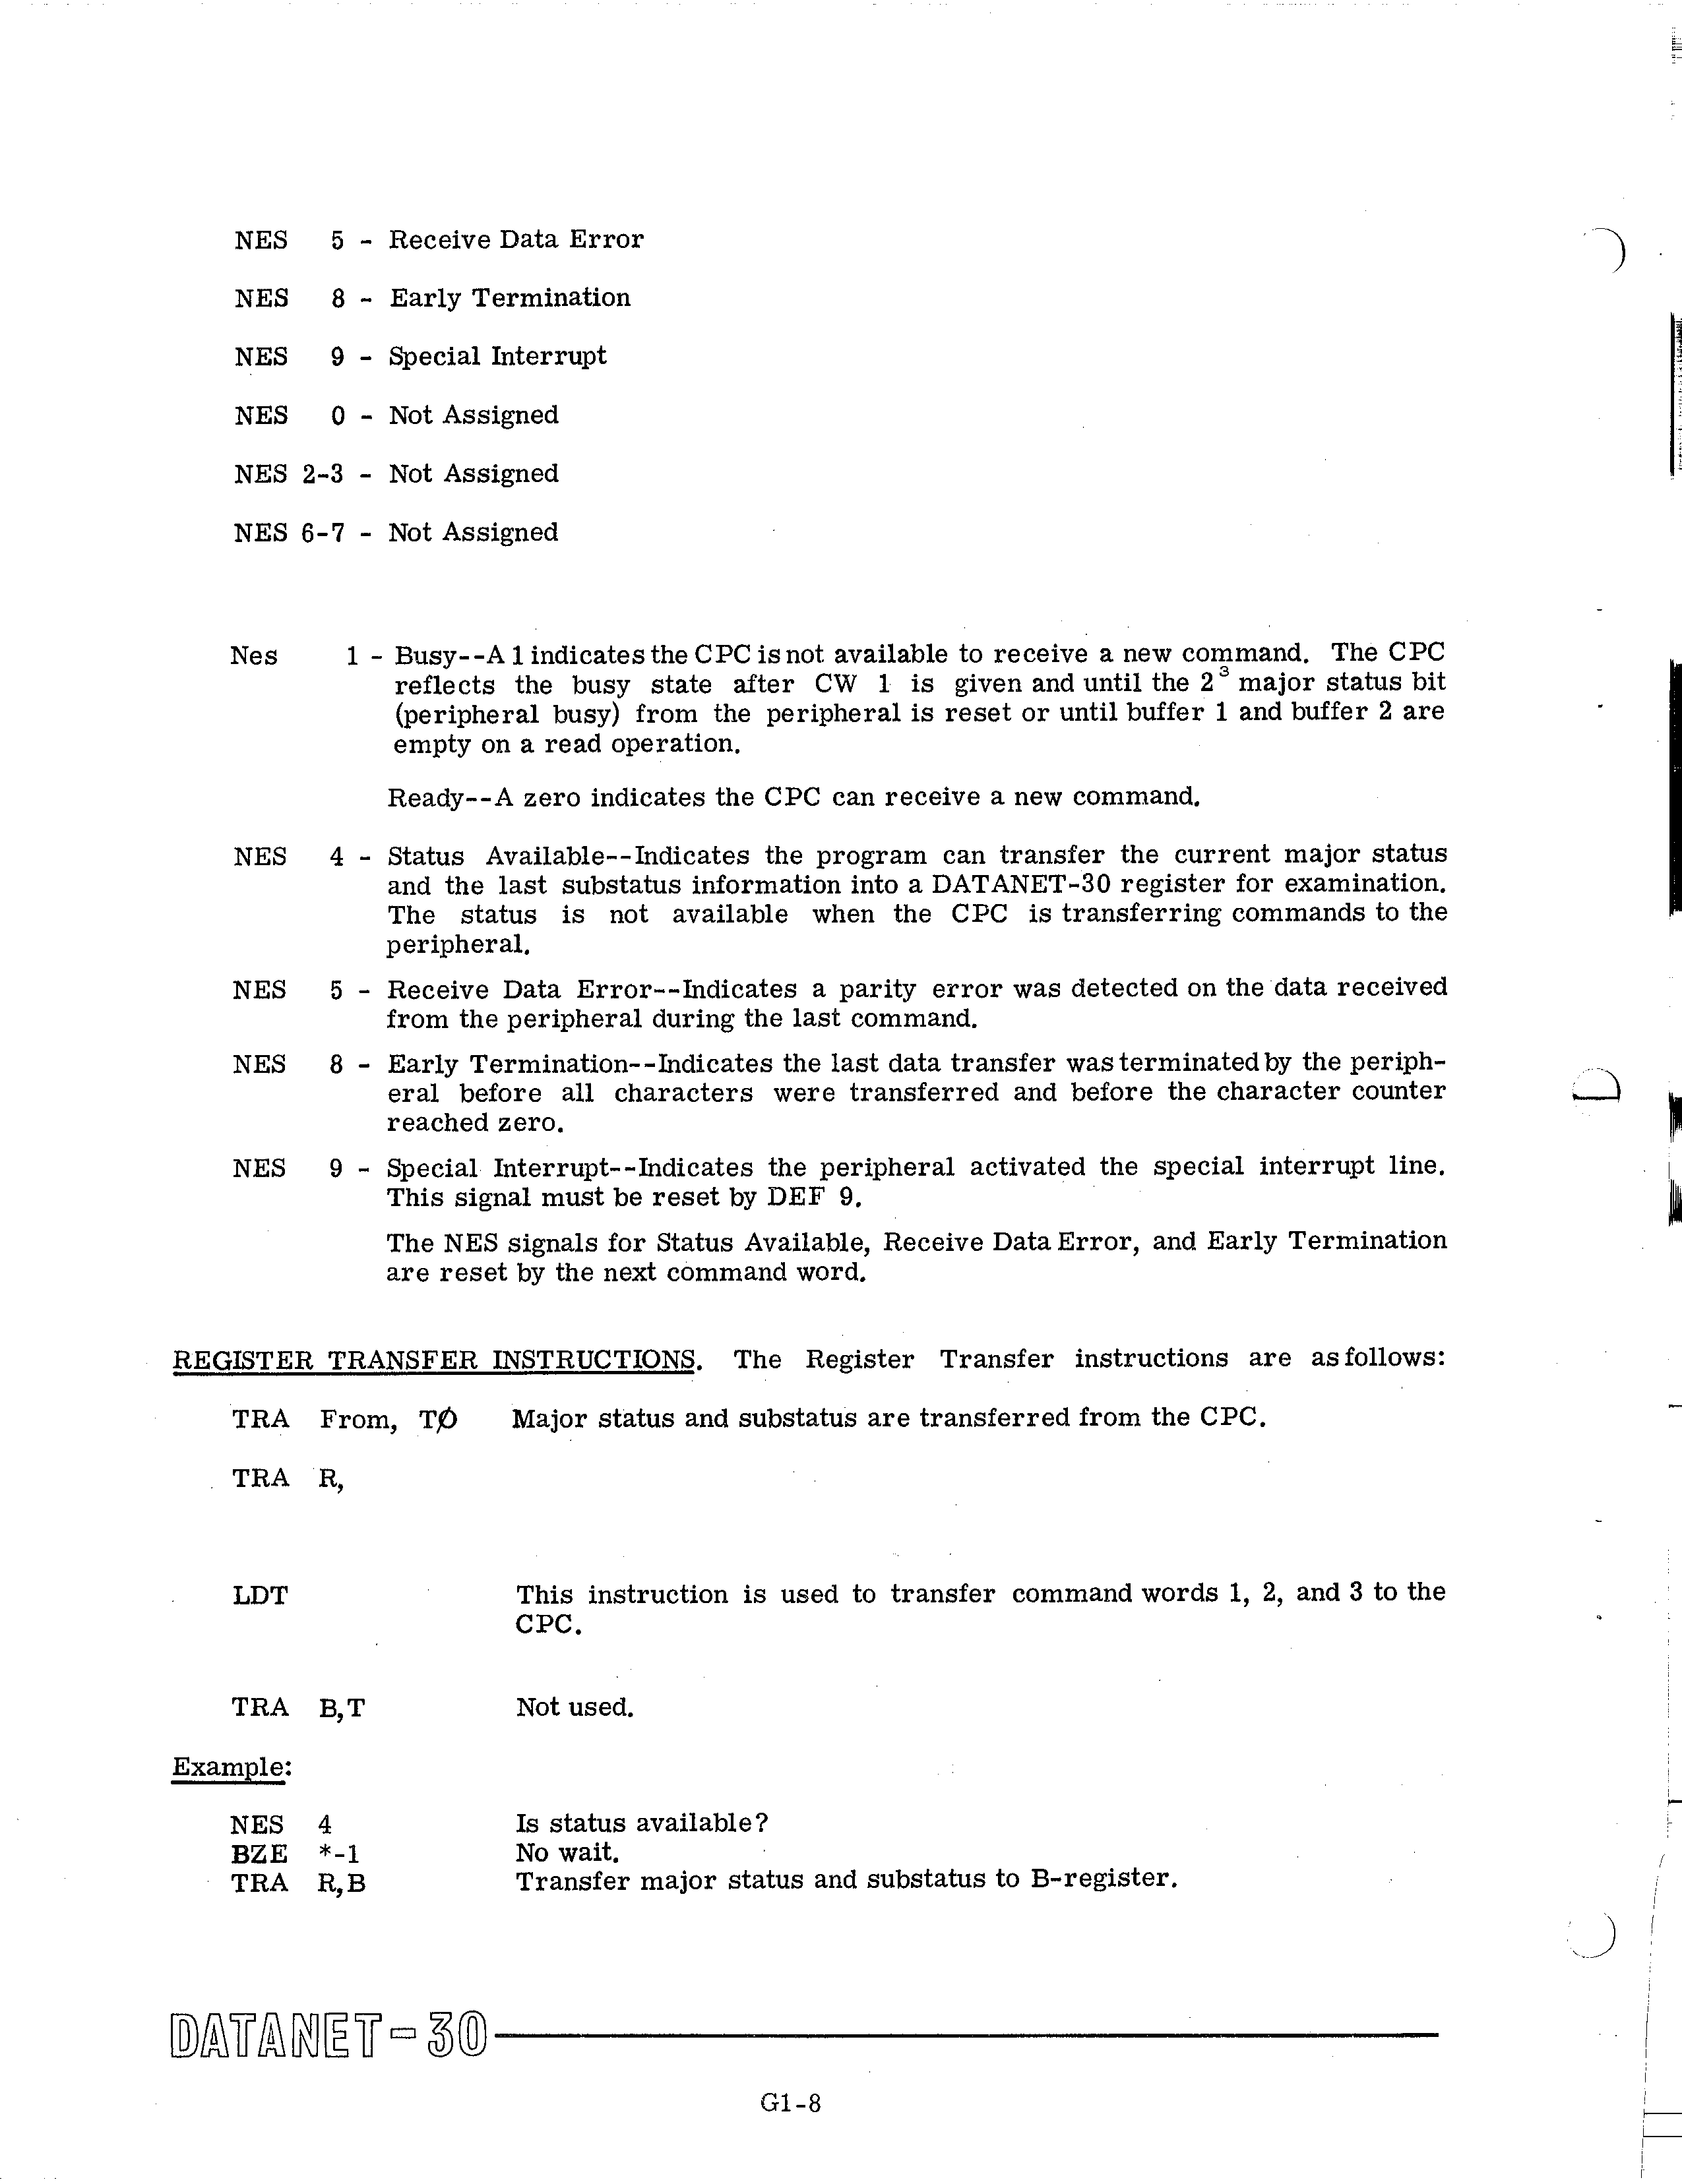 NES 5 - Receive Data Error
NES 8 - Early Termination
NES 9 - Special Interrupt
NES 0 - Not Assigned
NES 2-3 - Not Assigned
NES 6-7 - Not Assigned
Nes 1 - Busy--A 1 indicates the CPC is not available to receive a new command. The CPC
reflects the busy state after CW 1 is given and until the 2³ major status bit
(peripheral busy) from the peripheral is reset or until buffer 1 and buffer 2 are
empty on a read operation.
Ready--A zero indicates the CPC can receive a new command.
NES 4 - Status Available--Indicates the program can transfer the current major status
and the last substatus information into a DATANET-30 register for examination.
The status is not available when the CPC is transferring commands to the
peripheral.
NES 5 - Receive Data Error--Indicates a parity error was detected on the data received
from the peripheral during the last command.
NES 8 - Early Termination--Indicates the last data transfer was terminated by the periph-
eral before all characters were transferred and before the character counter
reached zero.
NES 9 - Special Interrupt--Indicates the peripheral activated the special interrupt line.
This signal must be reset by DEF 9.
The NES signals for Status Available, Receive Data Error, and Early Termination
are reset by the next command word.
REGISTER TRANSFER INSTRUCTIONS. The Register Transfer instructions are as follows:
TRA From, TØ Major status and substatus are transferred from the CPC.
TRA R,
LDT This instruction is used to transfer command words 1, 2, and 3 to the
CPC.
TRA B,T Not used.
Example:
NES 4 Is status available?
BZE *-1 No wait.
TRA R,B Transfer major status and substatus to B-register.
DATANET-30
G1-8